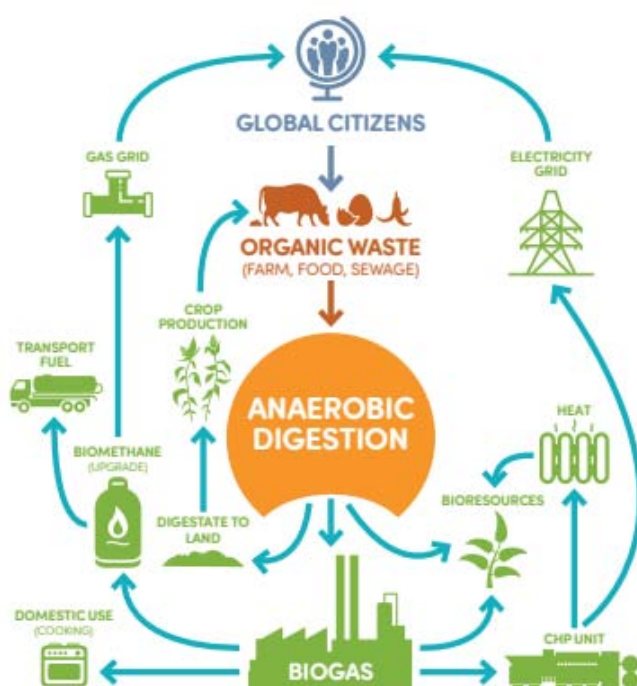 GLOBAL CITIZENS
GAS GRID
ELECTRICITY
GRID
ORGANIC WASTE
(FARM, FOOD, SEWAGE)
CROP
PRODUCTION
TRANSPORT
FUEL
ANAEROBIC
DIGESTION
HEAT
BIOMETHANE
(UPGRADE)
BIORESOURCES
DIGESTATE TO
LAND
DOMESTIC USE
(COOKING)
CHP UNIT
BIOGAS